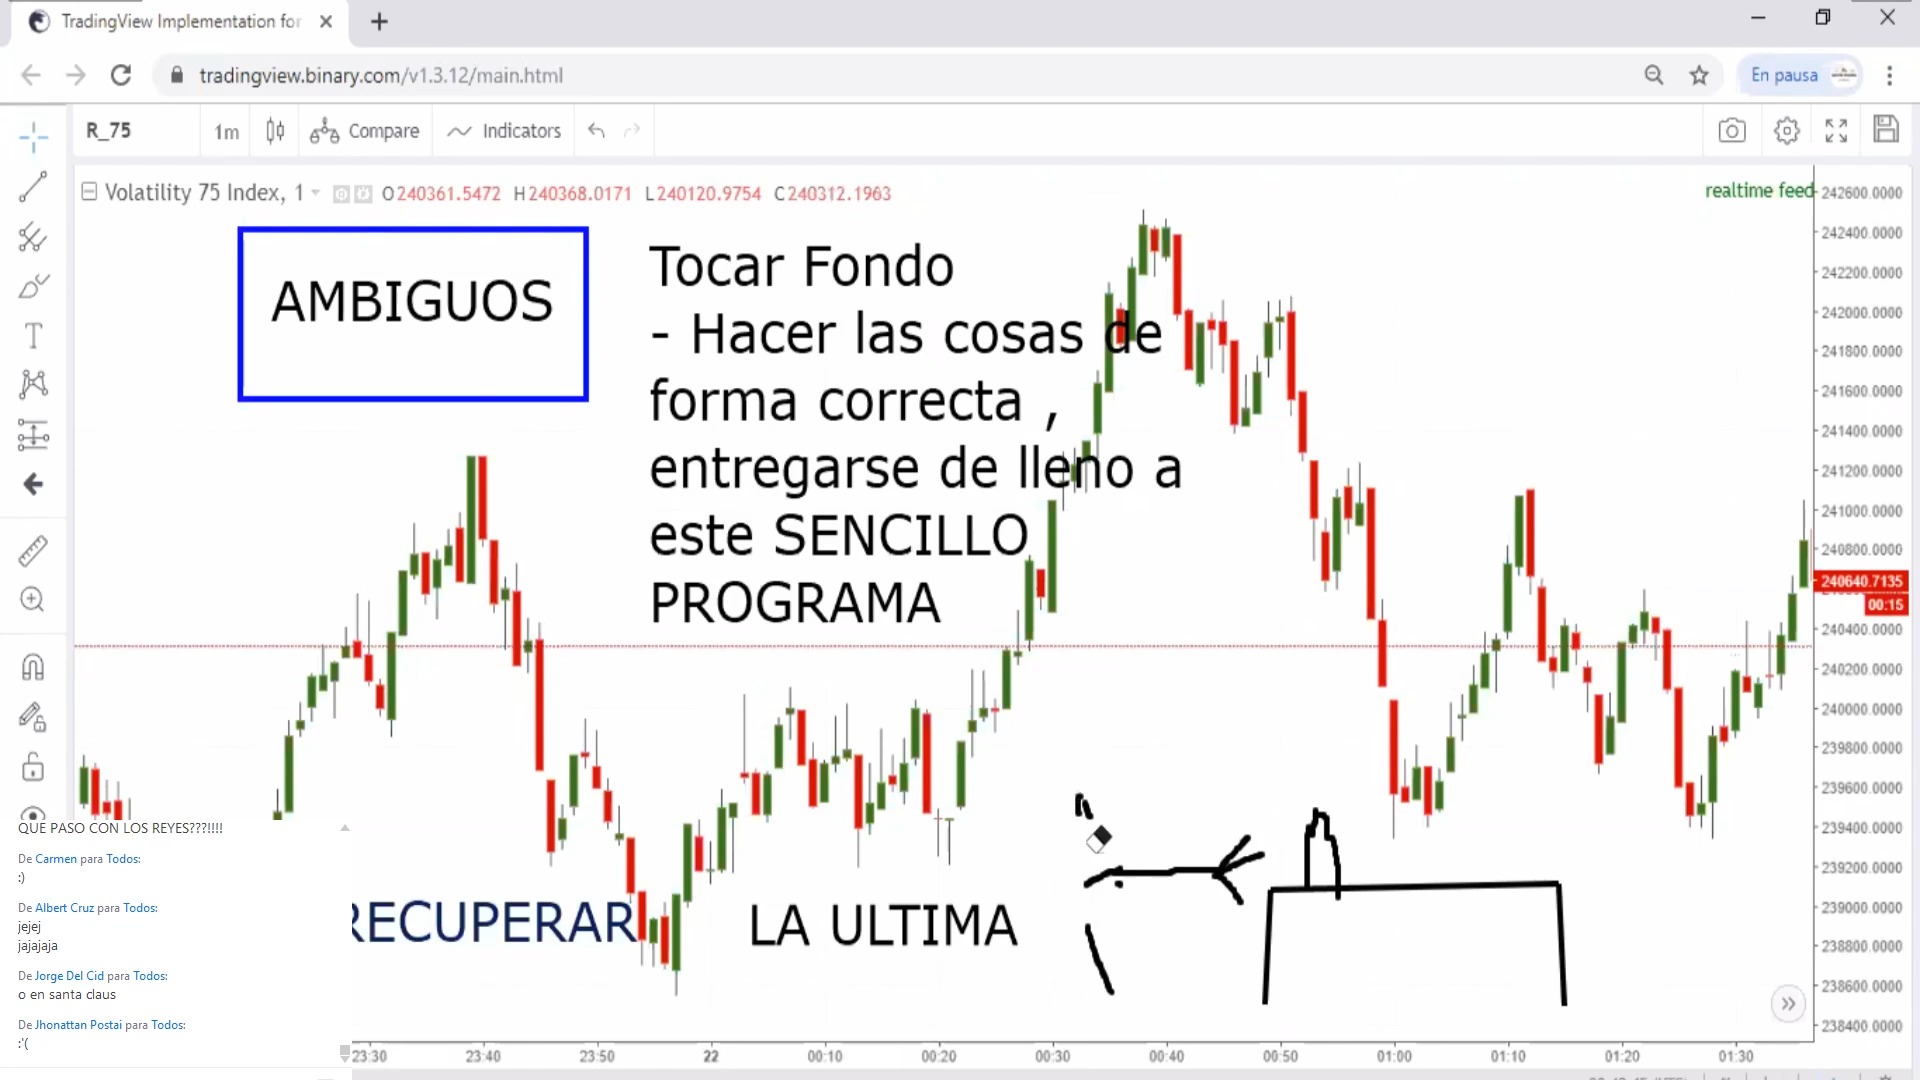 TradingView Implementation for
tradingview.binary.com/v1.3.12/main.html
En pausa
R_75
1m
Compare
Indicators
Volatility 75 Index, 1
O240361.5472 H240368.0171 L240120.9754 C240312.1963
realtime feed
AMBIGUOS
Tocar Fondo
- Hacer las cosas de
forma correcta ,
entregarse de lleno a
este SENCILLO
PROGRAMA
RECUPERAR
LA ULTIMA
242600.0000
242400.0000
242200.0000
242000.0000
241800.0000
241600.0000
241400.0000
241200.0000
241000.0000
240800.0000
240640.7135
00:15
240400.0000
240200.0000
240000.0000
239800.0000
239600.0000
239400.0000
239200.0000
239000.0000
238800.0000
238600.0000
238400.0000
QUE PASO CON LOS REYES???!!!!
De Carmen para Todos:
:)
De Albert Cruz para Todos:
jejej
jajajaja
De Jorge Del Cid para Todos:
o en santa claus
De Jhonattan Postai para Todos:
:'(
23:30 23:40 23:50 22 00:10 00:20 00:30 00:40 00:50 01:00 01:10 01:20 01:30